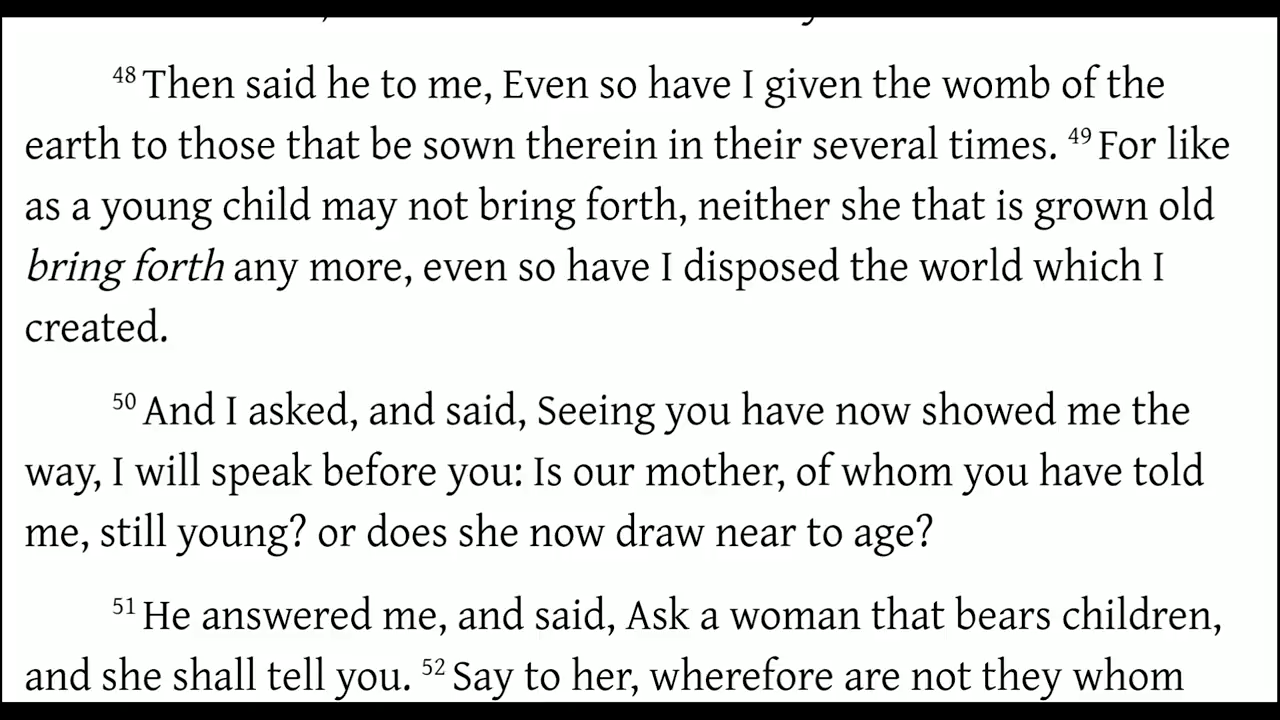 48 Then said he to me, Even so have I given the womb of the
earth to those that be sown therein in their several times. 49 For like
as a young child may not bring forth, neither she that is grown old
bring forth any more, even so have I disposed the world which I
created.
50 And I asked, and said, Seeing you have now showed me the
way, I will speak before you: Is our mother, of whom you have told
me, still young? or does she now draw near to age?
51 He answered me, and said, Ask a woman that bears children,
and she shall tell you. 52 Say to her, wherefore are not they whom